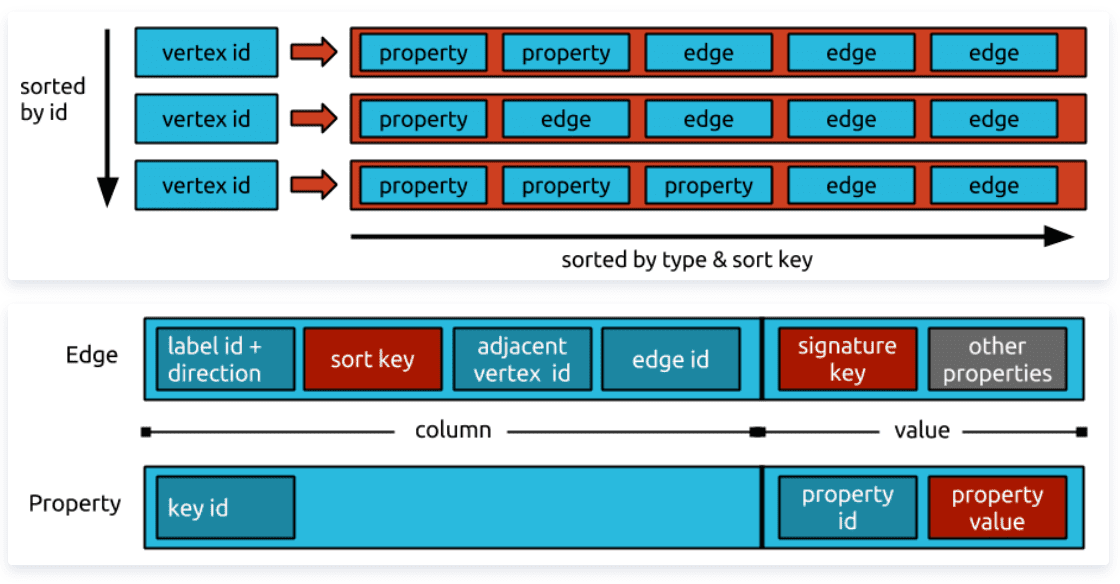 sorted
by id
vertex id
property
property
edge
edge
edge
vertex id
property
edge
edge
edge
edge
vertex id
property
property
property
edge
edge
sorted by type & sort key
Edge
label id +
direction
sort key
adjacent
vertex id
edge id
signature
key
other
properties
column
value
Property
key id
property
id
property
value